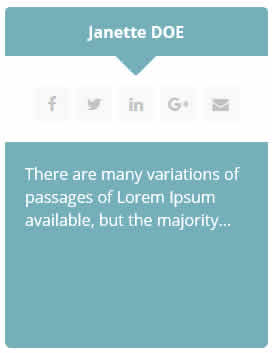 Janette DOE
There are many variations of
passages of Lorem Ipsum
available, but the majority...